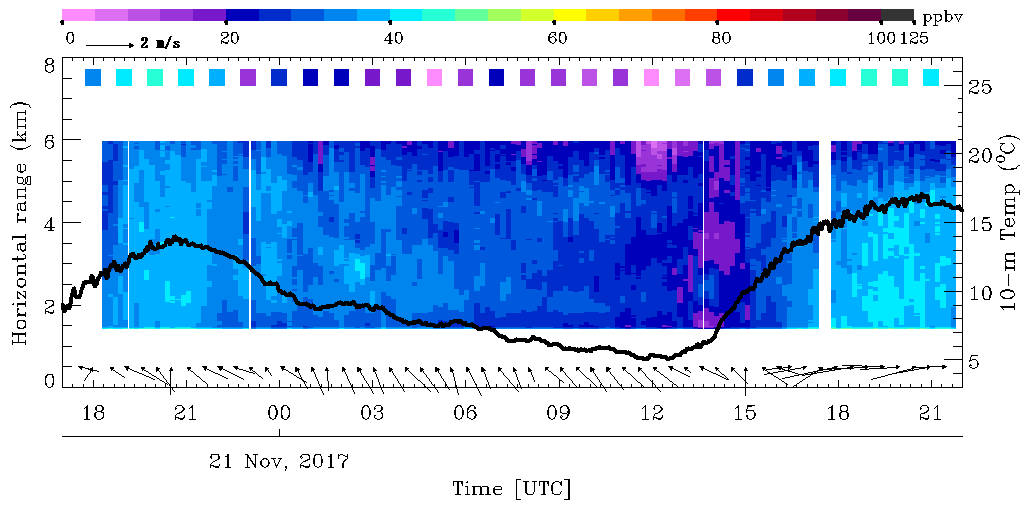 ppbv
0 20 40 60 80 100 125
2 m/s
8
6
4
2
0
Horizontal range (km)
25
20
15
10
5
10-m Temp (°C)
18 21 00 03 06 09 12 15 18 21
21 Nov, 2017
Time [UTC]